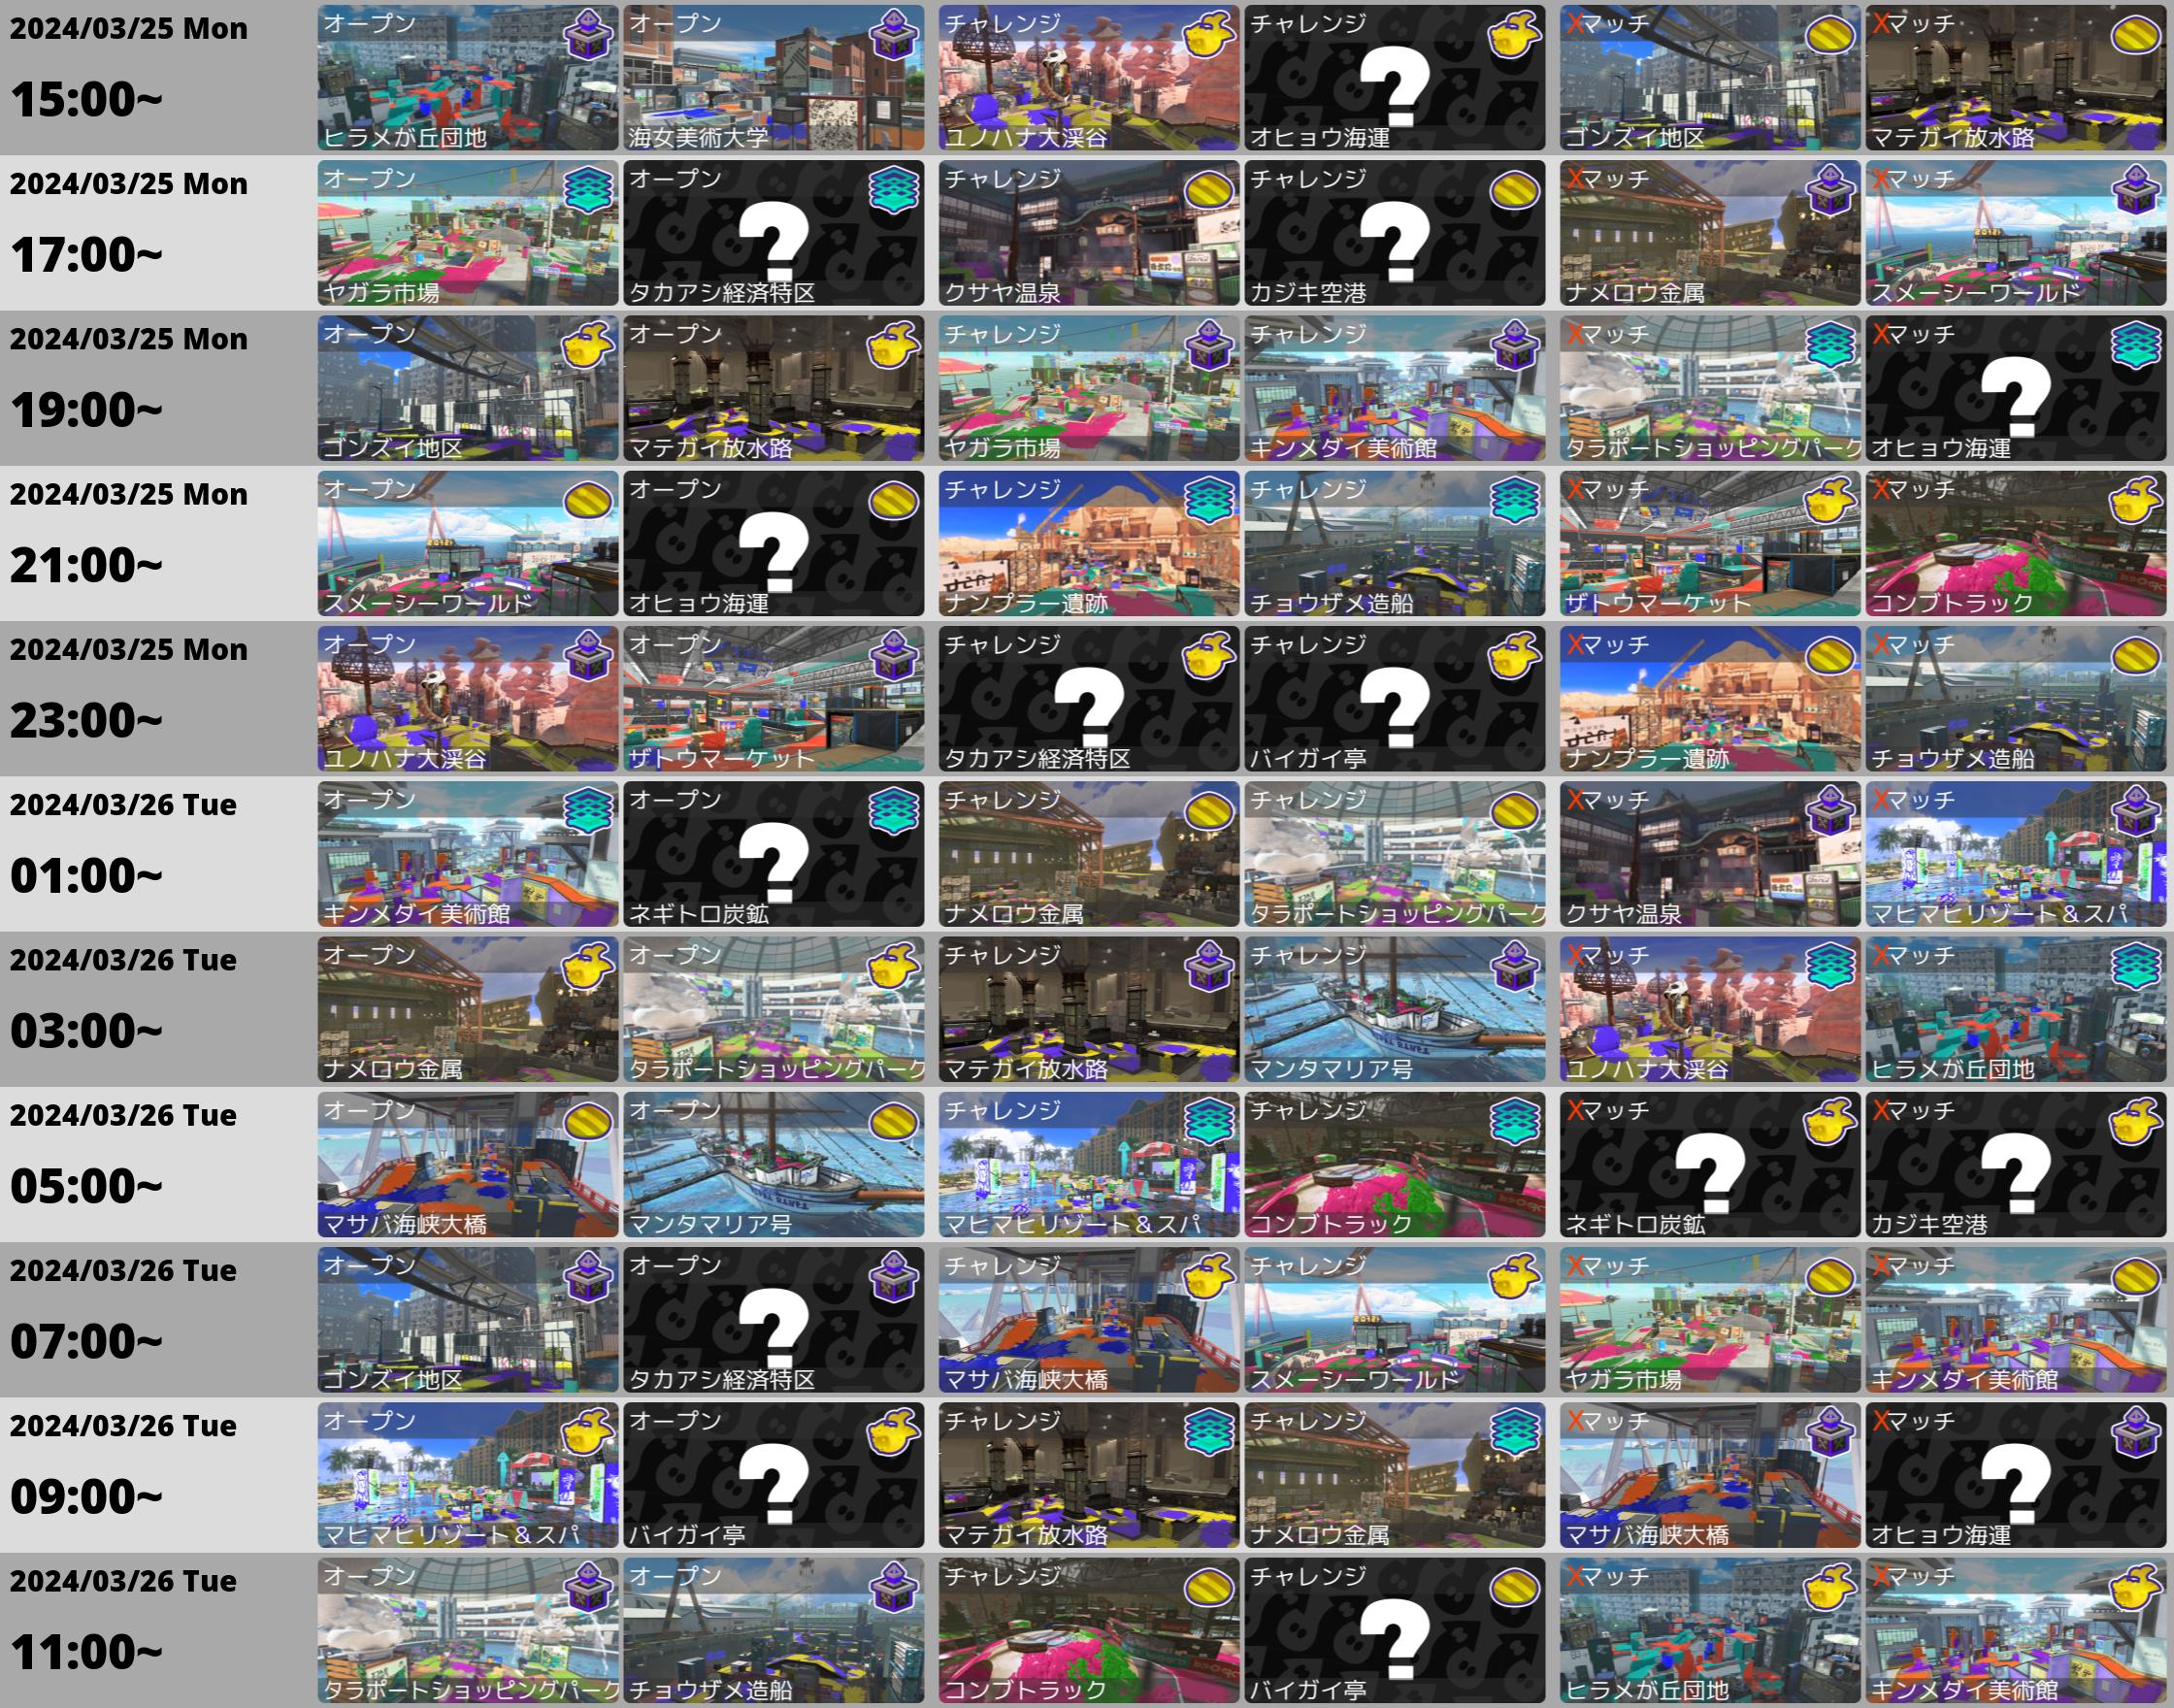 2024/03/25 Mon
15:00~
オープン
ヒラメが丘団地
オープン
海女美術大学
チャレンジ
ユノハナ大渓谷
チャレンジ
オヒョウ海運
Xマッチ
ゴンズイ地区
Xマッチ
マテガイ放水路
2024/03/25 Mon
17:00~
オープン
ヤガラ市場
オープン
タカアシ経済特区
チャレンジ
クサヤ温泉
チャレンジ
カジキ空港
Xマッチ
ナメロウ金属
Xマッチ
スメーシーワールド
2024/03/25 Mon
19:00~
オープン
ゴンズイ地区
オープン
マテガイ放水路
チャレンジ
ヤガラ市場
チャレンジ
キンメダイ美術館
Xマッチ
タラポートショッピングパーク
Xマッチ
オヒョウ海運
2024/03/25 Mon
21:00~
オープン
スメーシーワールド
オープン
オヒョウ海運
チャレンジ
ナンプラー遺跡
チャレンジ
チョウザメ造船
Xマッチ
ザトウマーケット
Xマッチ
コンブトラック
2024/03/25 Mon
23:00~
オープン
ユノハナ大渓谷
オープン
ザトウマーケット
チャレンジ
タカアシ経済特区
チャレンジ
バイガイ亭
Xマッチ
ナンプラー遺跡
Xマッチ
チョウザメ造船
2024/03/26 Tue
01:00~
オープン
キンメダイ美術館
オープン
ネギトロ炭鉱
チャレンジ
ナメロウ金属
チャレンジ
タラポートショッピングパーク
Xマッチ
クサヤ温泉
Xマッチ
マヒマヒリゾート＆スパ
2024/03/26 Tue
03:00~
オープン
ナメロウ金属
オープン
タラポートショッピングパーク
チャレンジ
マテガイ放水路
チャレンジ
マンタマリア号
Xマッチ
ユノハナ大渓谷
Xマッチ
ヒラメが丘団地
2024/03/26 Tue
05:00~
オープン
マサバ海峡大橋
オープン
マンタマリア号
チャレンジ
マヒマヒリゾート＆スパ
チャレンジ
コンブトラック
Xマッチ
ネギトロ炭鉱
Xマッチ
カジキ空港
2024/03/26 Tue
07:00~
オープン
ゴンズイ地区
オープン
タカアシ経済特区
チャレンジ
マサバ海峡大橋
チャレンジ
スメーシーワールド
Xマッチ
ヤガラ市場
Xマッチ
キンメダイ美術館
2024/03/26 Tue
09:00~
オープン
マヒマヒリゾート＆スパ
オープン
バイガイ亭
チャレンジ
マテガイ放水路
チャレンジ
ナメロウ金属
Xマッチ
マサバ海峡大橋
Xマッチ
オヒョウ海運
2024/03/26 Tue
11:00~
オープン
タラポートショッピングパーク
オープン
チョウザメ造船
チャレンジ
コンブトラック
チャレンジ
バイガイ亭
Xマッチ
ヒラメが丘団地
Xマッチ
キンメダイ美術館